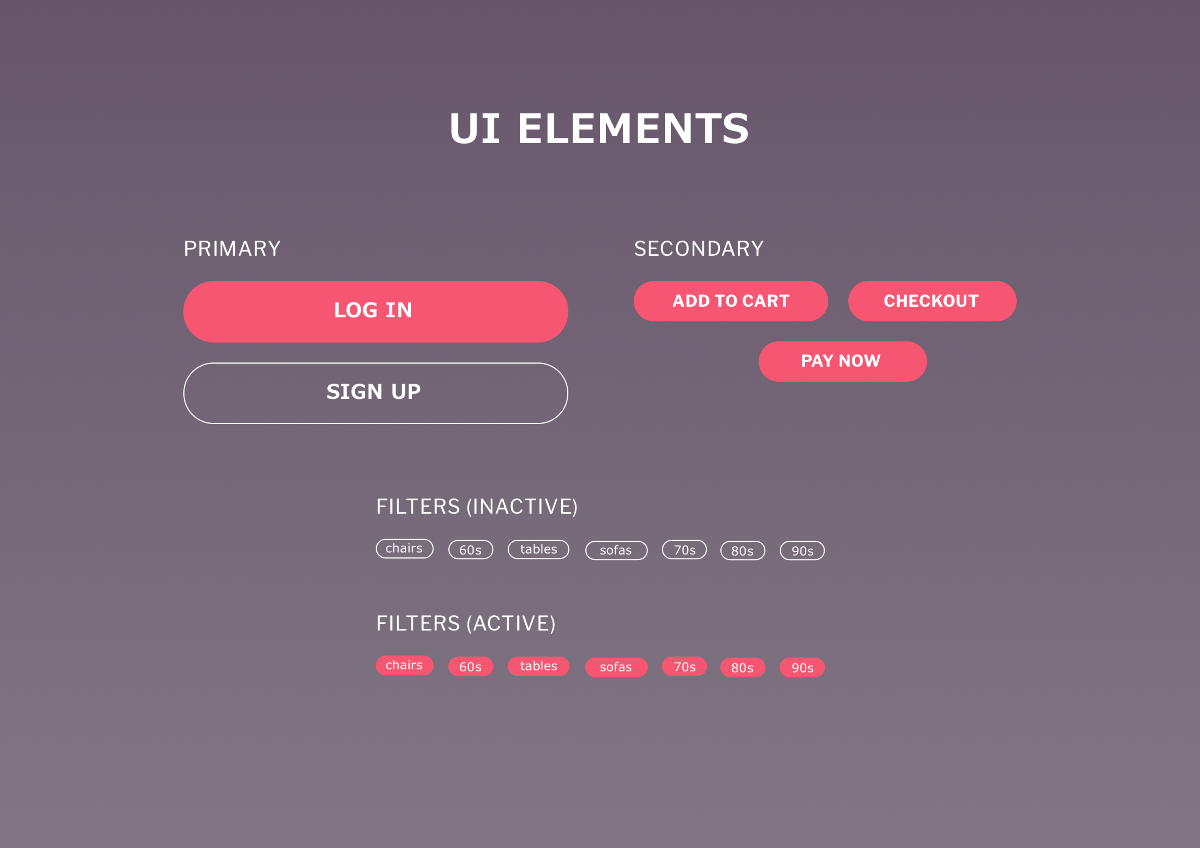 UI ELEMENTS
PRIMARY
LOG IN
SIGN UP
SECONDARY
ADD TO CART
CHECKOUT
PAY NOW
FILTERS (INACTIVE)
chairs 60s tables sofas 70s 80s 90s
FILTERS (ACTIVE)
chairs 60s tables sofas 70s 80s 90s